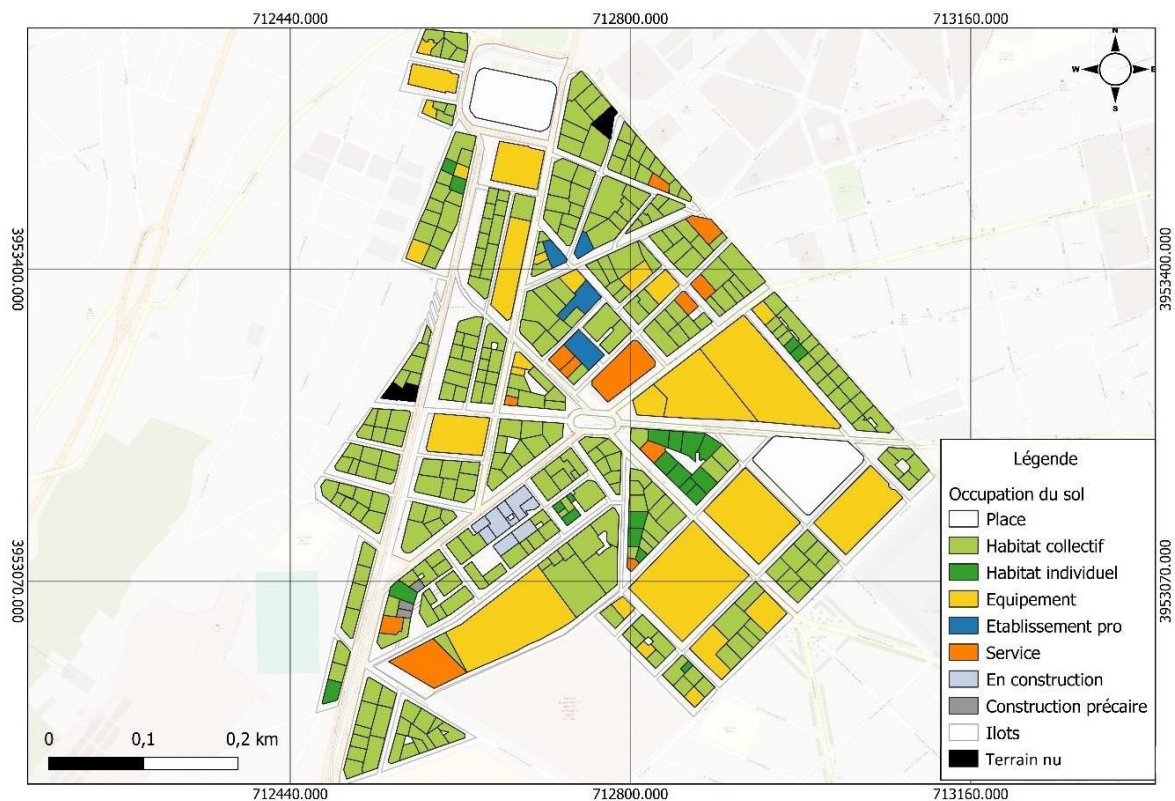 712440.000 712800.000 713160.000
N
W E
S
3953400.000 3953400.000
3953070.000 3953070.000
Légende
Occupation du sol
Place
Habitat collectif
Habitat individuel
Equipement
Etablissement pro
Service
En construction
Construction précaire
Ilots
Terrain nu
0 0,1 0,2 km
712440.000 712800.000 713160.000